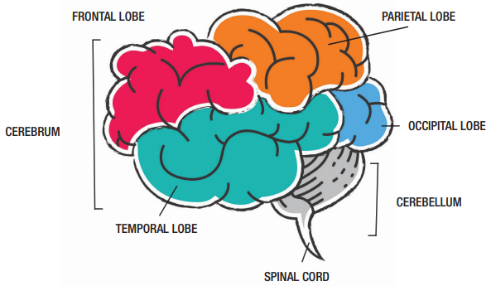 FRONTAL LOBE
PARIETAL LOBE
CEREBRUM
OCCIPITAL LOBE
CEREBELLUM
TEMPORAL LOBE
SPINAL CORD